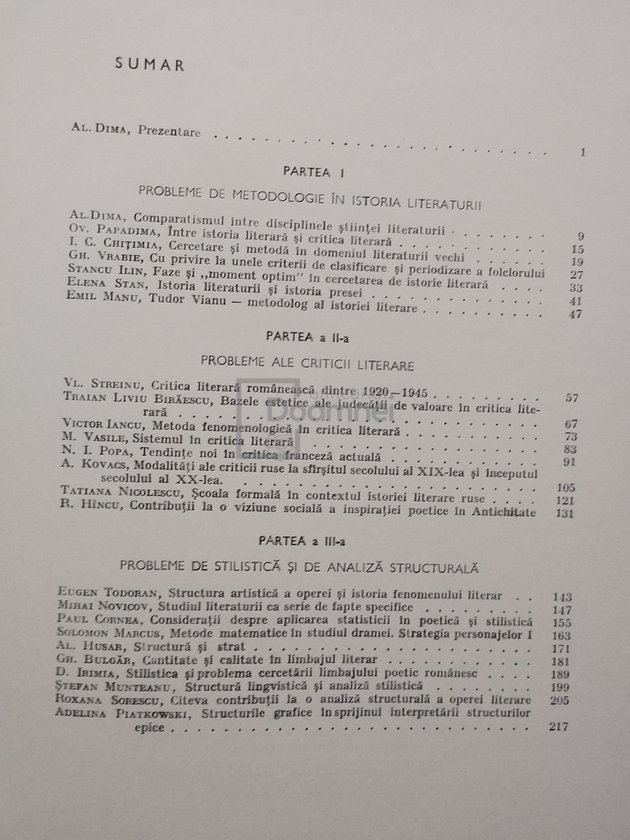 SUMAR
AL. DIMA, Prezentare . . . . . . . . . . . . . . . . . . . . 1
PARTEA I
PROBLEME DE METODOLOGIE ÎN ISTORIA LITERATURII
AL. DIMA, Comparatismul între disciplinele științei literaturii . . . . . . . 9
OV. PAPADIMA, Între istoria literară și critica literară . . . . . . . . . . 15
I. C. CHIȚIMIA, Cercetare și metodă în domeniul literaturii vechi . . . . . 19
GH. VRABIE, Cu privire la unele criterii de clasificare și periodizare a folclorului 27
STANCU ILIN, Faze și „moment optim" în cercetarea de istorie literară . . . . 33
ELENA STAN, Istoria literaturii și istoria presei . . . . . . . . . . . . 41
EMIL MANU, Tudor Vianu — metodolog al istoriei literare . . . . . . . . 47
PARTEA a II-a
PROBLEME ALE CRITICII LITERARE
VL. STREINU, Critica literară românească dintre 1920—1945 . . . . . . . . 57
TRAIAN LIVIU BIRĂESCU, Bazele estetice ale judecății de valoare în critica lite-
rară . . . . . . . . . . . . . . . . . . . . 67
VICTOR IANCU, Metoda fenomenologică în critica literară . . . . . . . . . 73
M. VASILE, Sistemul în critica literară . . . . . . . . . . . . . . 83
N. I. POPA, Tendințe noi în critica franceză actuală . . . . . . . . . . 91
A. KOVACS, Modalități ale criticii ruse la sfîrșitul secolului al XIX-lea și începutul
secolului al XX-lea. . . . . . . . . . . . . . . . . . 105
TATIANA NICOLESCU, Școala formală în contextul istoriei literare ruse . . . . 121
R. HÎNCU, Contribuții la o viziune socială a inspirației poetice în Antichitate 131
PARTEA a III-a
PROBLEME DE STILISTICĂ ȘI DE ANALIZĂ STRUCTURALĂ
EUGEN TODORAN, Structura artistică a operei și istoria fenomenului literar . . 143
MIHAI NOVICOV, Studiul literaturii ca serie de fapte specifice . . . . . . . 147
PAUL CORNEA, Considerații despre aplicarea statisticii în poetică și stilistică 155
SOLOMON MARCUS, Metode matematice în studiul dramei. Strategia personajelor I 163
AL. HUSAR, Structură și strat . . . . . . . . . . . . . . . . . 171
GH. BULGĂR, Cantitate și calitate în limbajul literar . . . . . . . . . . 181
D. IRIMIA, Stilistica și problema cercetării limbajului poetic românesc . . . 189
ȘTEFAN MUNTEANU, Structură lingvistică și analiză stilistică . . . . . . . 199
ROXANA SORESCU, Cîteva contribuții la o analiză structurală a operei literare 205
ADELINA PIATKOWSKI, Structurile grafice în sprijinul interpretării structurilor
epice . . . . . . . . . . . . . . . . . . . . 217